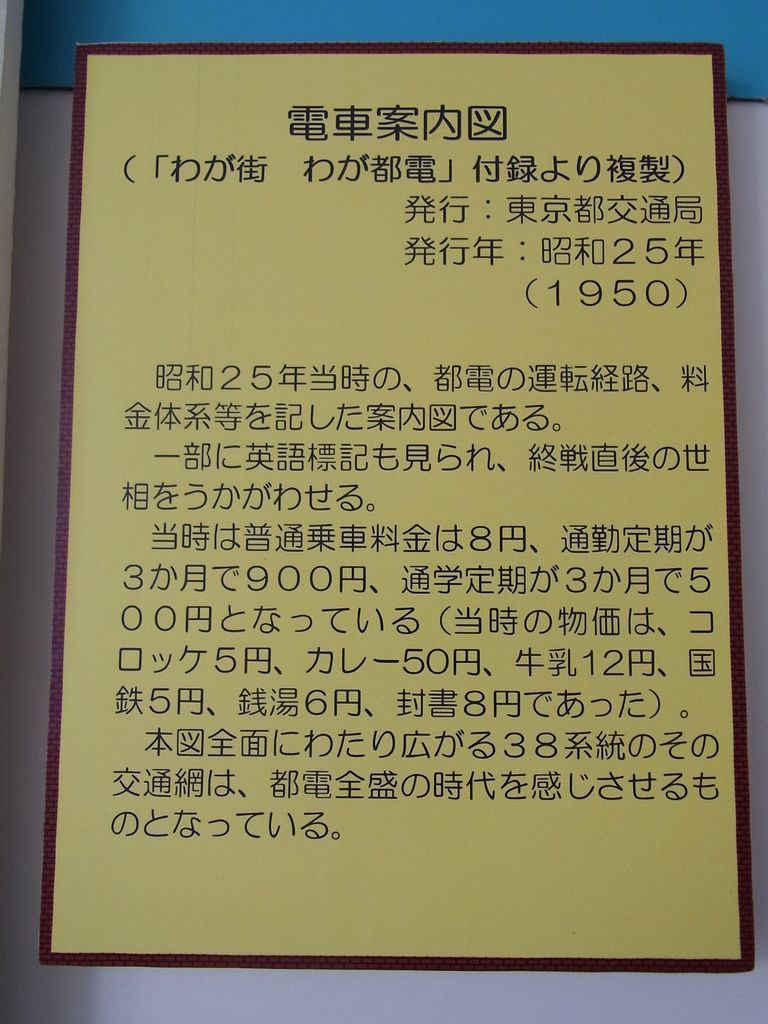 電車案内図
（「わが街　わが都電」付録より複製）
発行：東京都交通局
発行年：昭和２５年
（１９５０）
昭和２５年当時の、都電の運転経路、料
金体系等を記した案内図である。
一部に英語標記も見られ、終戦直後の世
相をうかがわせる。
当時は普通乗車料金は８円、通勤定期が
３か月で９００円、通学定期が３か月で５
００円となっている（当時の物価は、コ
ロッケ５円、カレー50円、牛乳12円、国
鉄５円、銭湯６円、封書８円であった）。
本図全面にわたり広がる３８系統のその
交通網は、都電全盛の時代を感じさせるも
のとなっている。